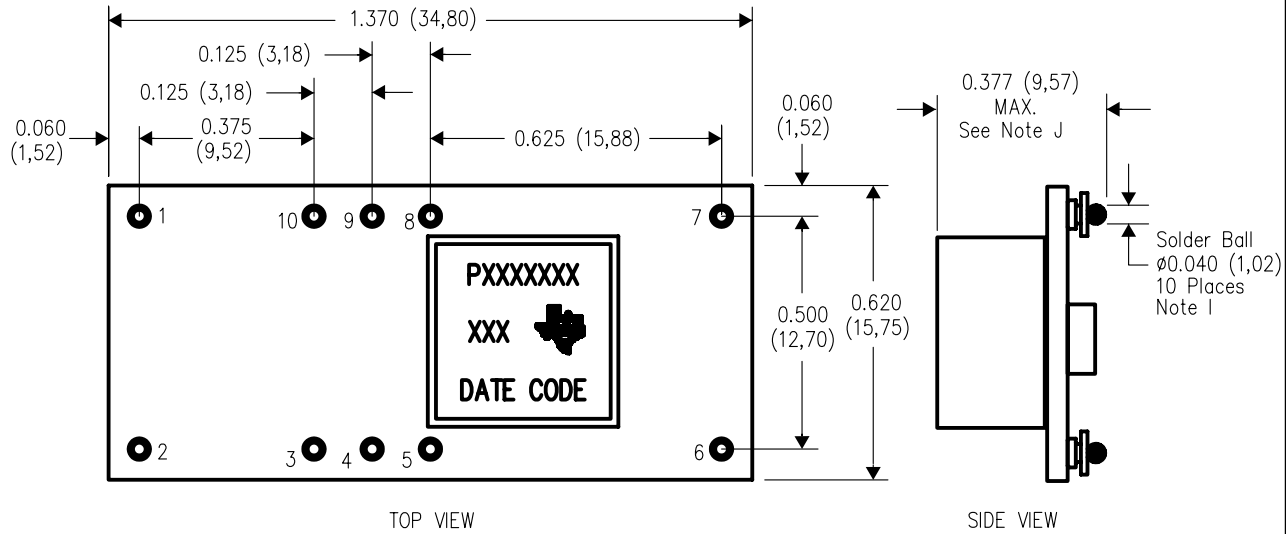 1.370 (34,80)
0.125 (3,18)
0.125 (3,18)
0.060
(1,52)
0.375
(9,52)
0.625 (15,88)
0.060
(1,52)
0.377 (9,57)
MAX.
See Note J
1
10
9
8
7
PXXXXXXX
XXX
DATE CODE
0.500
(12,70)
0.620
(15,75)
Solder Ball
ø0.040 (1,02)
10 Places
Note I
2
3
4
5
6
TOP VIEW
SIDE VIEW